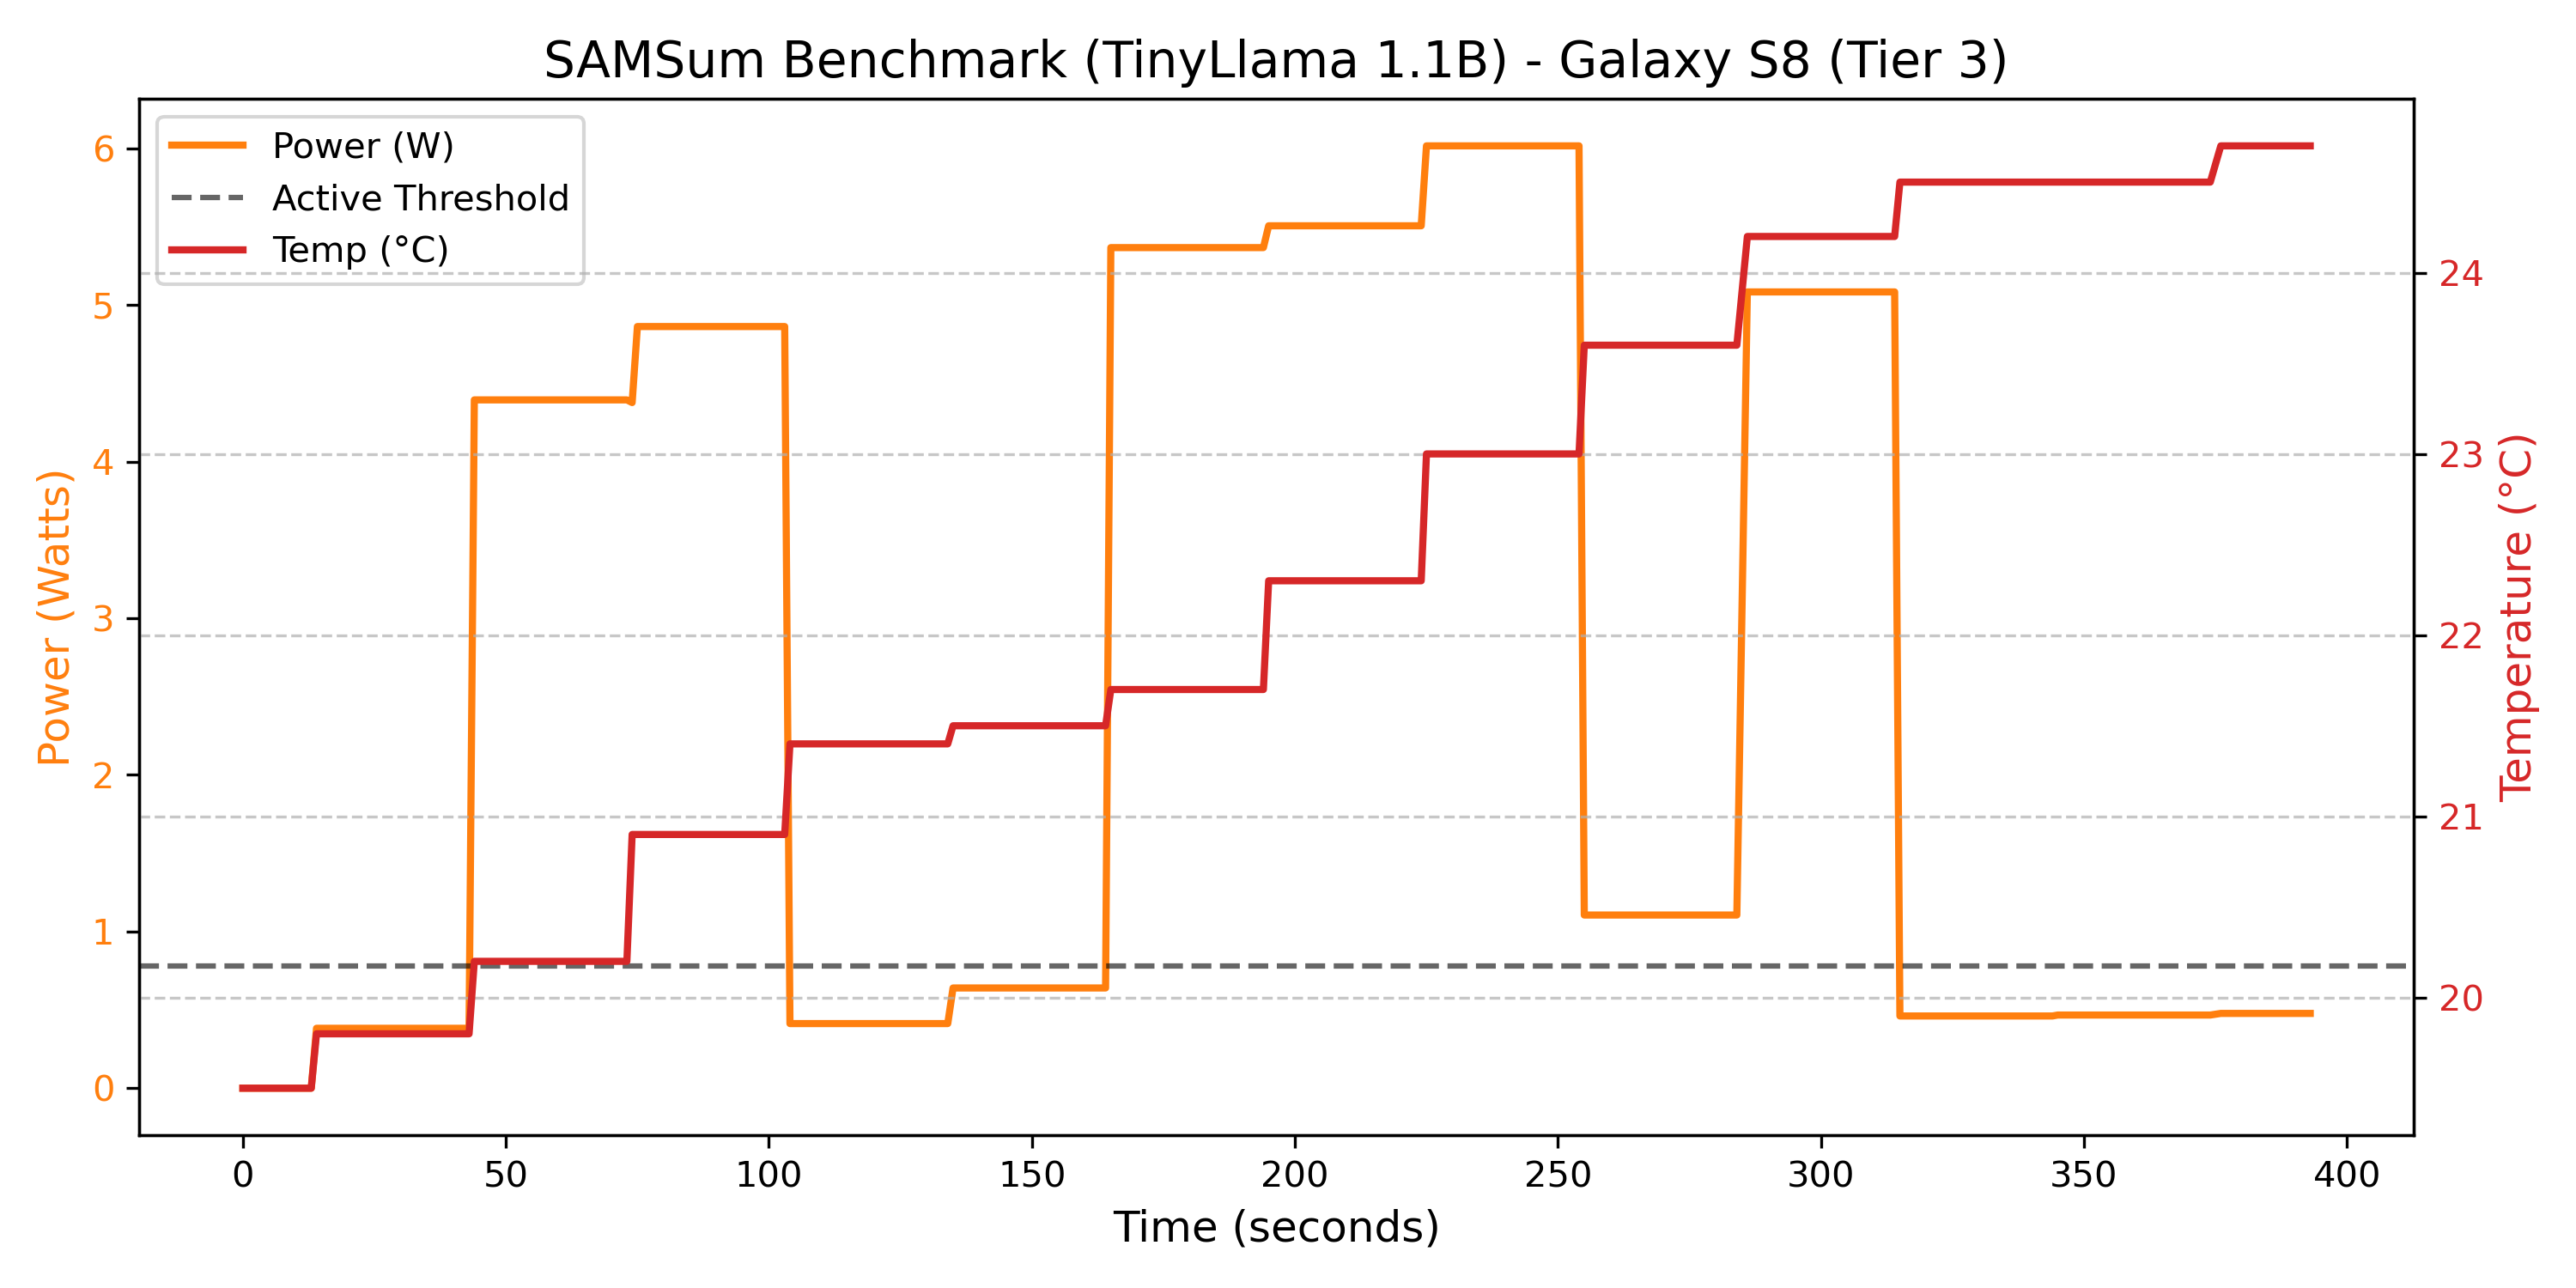 SAMSum Benchmark (TinyLlama 1.1B) - Galaxy S8 (Tier 3)
Power (W)
Active Threshold
Temp (°C)
Power (Watts)
6
5
4
3
2
1
0
24
23
22
21
20
Temperature (°C)
0 50 100 150 200 250 300 350 400
Time (seconds)